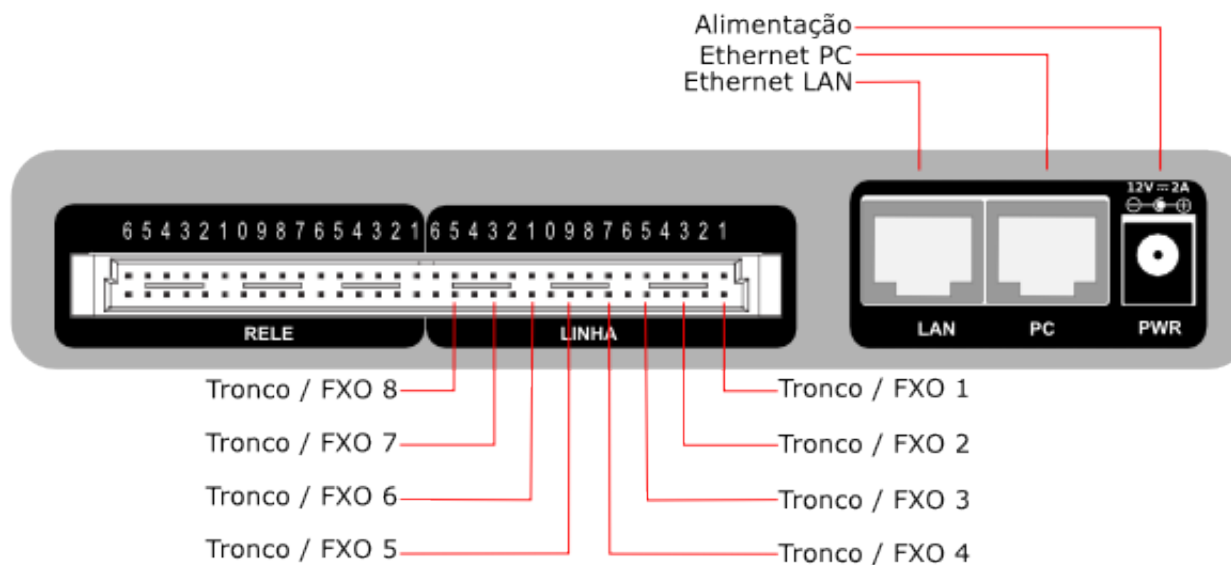 Alimentação
Ethernet PC
Ethernet LAN
12V ⎓ 2A
6 5 4 3 2 1 0 9 8 7 6 5 4 3 2 1 6 5 4 3 2 1 0 9 8 7 6 5 4 3 2 1
RELE
LINHA
LAN
PC
PWR
Tronco / FXO 8
Tronco / FXO 1
Tronco / FXO 7
Tronco / FXO 2
Tronco / FXO 6
Tronco / FXO 3
Tronco / FXO 5
Tronco / FXO 4